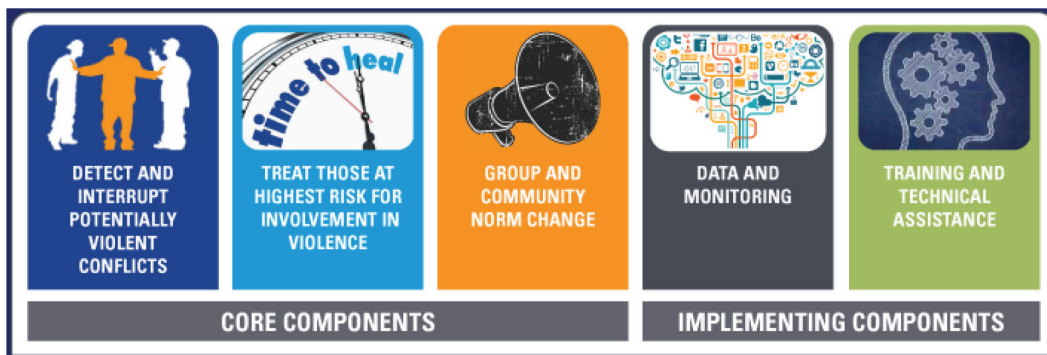 DETECT AND
INTERRUPT
POTENTIALLY
VIOLENT
CONFLICTS
time to heal
TREAT THOSE AT
HIGHEST RISK FOR
INVOLVEMENT IN
VIOLENCE
GROUP AND
COMMUNITY
NORM CHANGE
DATA AND
MONITORING
TRAINING AND
TECHNICAL
ASSISTANCE
CORE COMPONENTS
IMPLEMENTING COMPONENTS